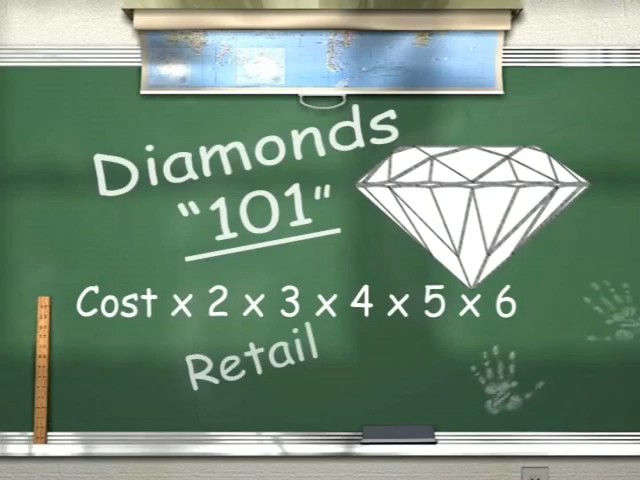 Diamonds
“101”
Cost x 2 x 3 x 4 x 5 x 6
Retail